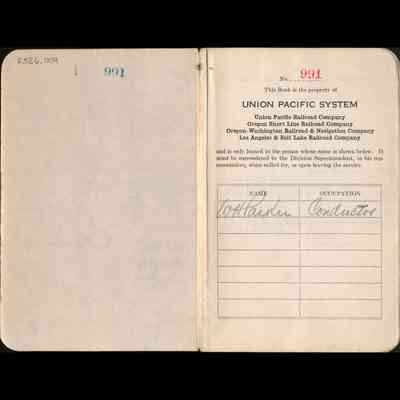 R526.1979
991
No. 991
This Book is the property of
UNION PACIFIC SYSTEM
Union Pacific Railroad Company
Oregon Short Line Railroad Company
Oregon-Washington Railroad & Navigation Company
Los Angeles & Salt Lake Railroad Company
and is only loaned to the person whose name is shown below. It
must be surrendered to the Division Superintendent, or his rep-
resentative, when called for, or upon leaving the service.
NAME OCCUPATION
W H Parker Conductor